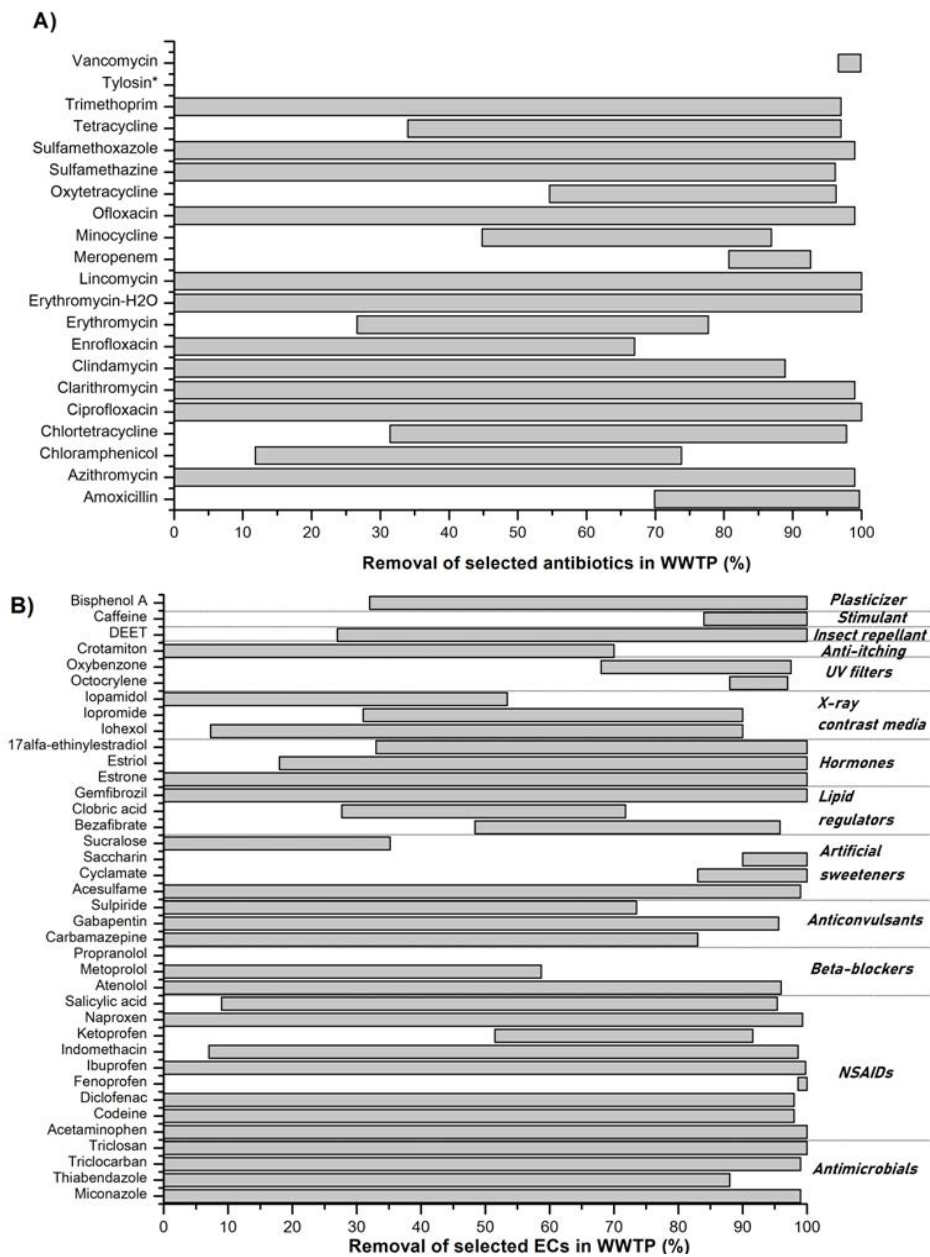 A)
Vancomycin
Tylosin*
Trimethoprim
Tetracycline
Sulfamethoxazole
Sulfamethazine
Oxytetracycline
Ofloxacin
Minocycline
Meropenem
Lincomycin
Erythromycin-H2O
Erythromycin
Enrofloxacin
Clindamycin
Clarithromycin
Ciprofloxacin
Chlortetracycline
Chloramphenicol
Azithromycin
Amoxicillin
0 10 20 30 40 50 60 70 80 90 100
Removal of selected antibiotics in WWTP (%)
B)
Bisphenol A Plasticizer
Caffeine Stimulant
DEET Insect repellant
Crotamiton Anti-itching
Oxybenzone
UV filters
Octocrylene
Iopamidol
X-ray
Iopromide
contrast media
Iohexol
17alfa-ethinylestradiol
Estriol Hormones
Estrone
Gemfibrozil Lipid
Clobric acid
regulators
Bezafibrate
Sucralose
Artificial
Saccharin
Cyclamate sweeteners
Acesulfame
Sulpiride
Gabapentin Anticonvulsants
Carbamazepine
Propranolol
Metoprolol Beta-blockers
Atenolol
Salicylic acid
Naproxen
Ketoprofen
Indomethacin
Ibuprofen NSAIDs
Fenoprofen
Diclofenac
Codeine
Acetaminophen
Triclosan
Triclocarban Antimicrobials
Thiabendazole
Miconazole
0 10 20 30 40 50 60 70 80 90 100
Removal of selected ECs in WWTP (%)